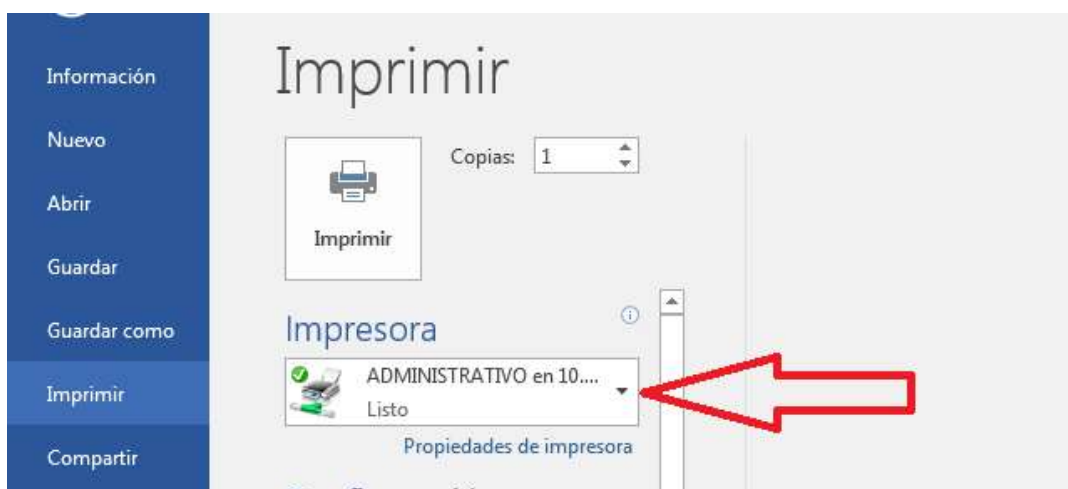 Información
Nuevo
Abrir
Guardar
Guardar como
Imprimir
Compartir
Imprimir
Copias: 1
Imprimir
Impresora
ADMINISTRATIVO en 10....
Listo
Propiedades de impresora